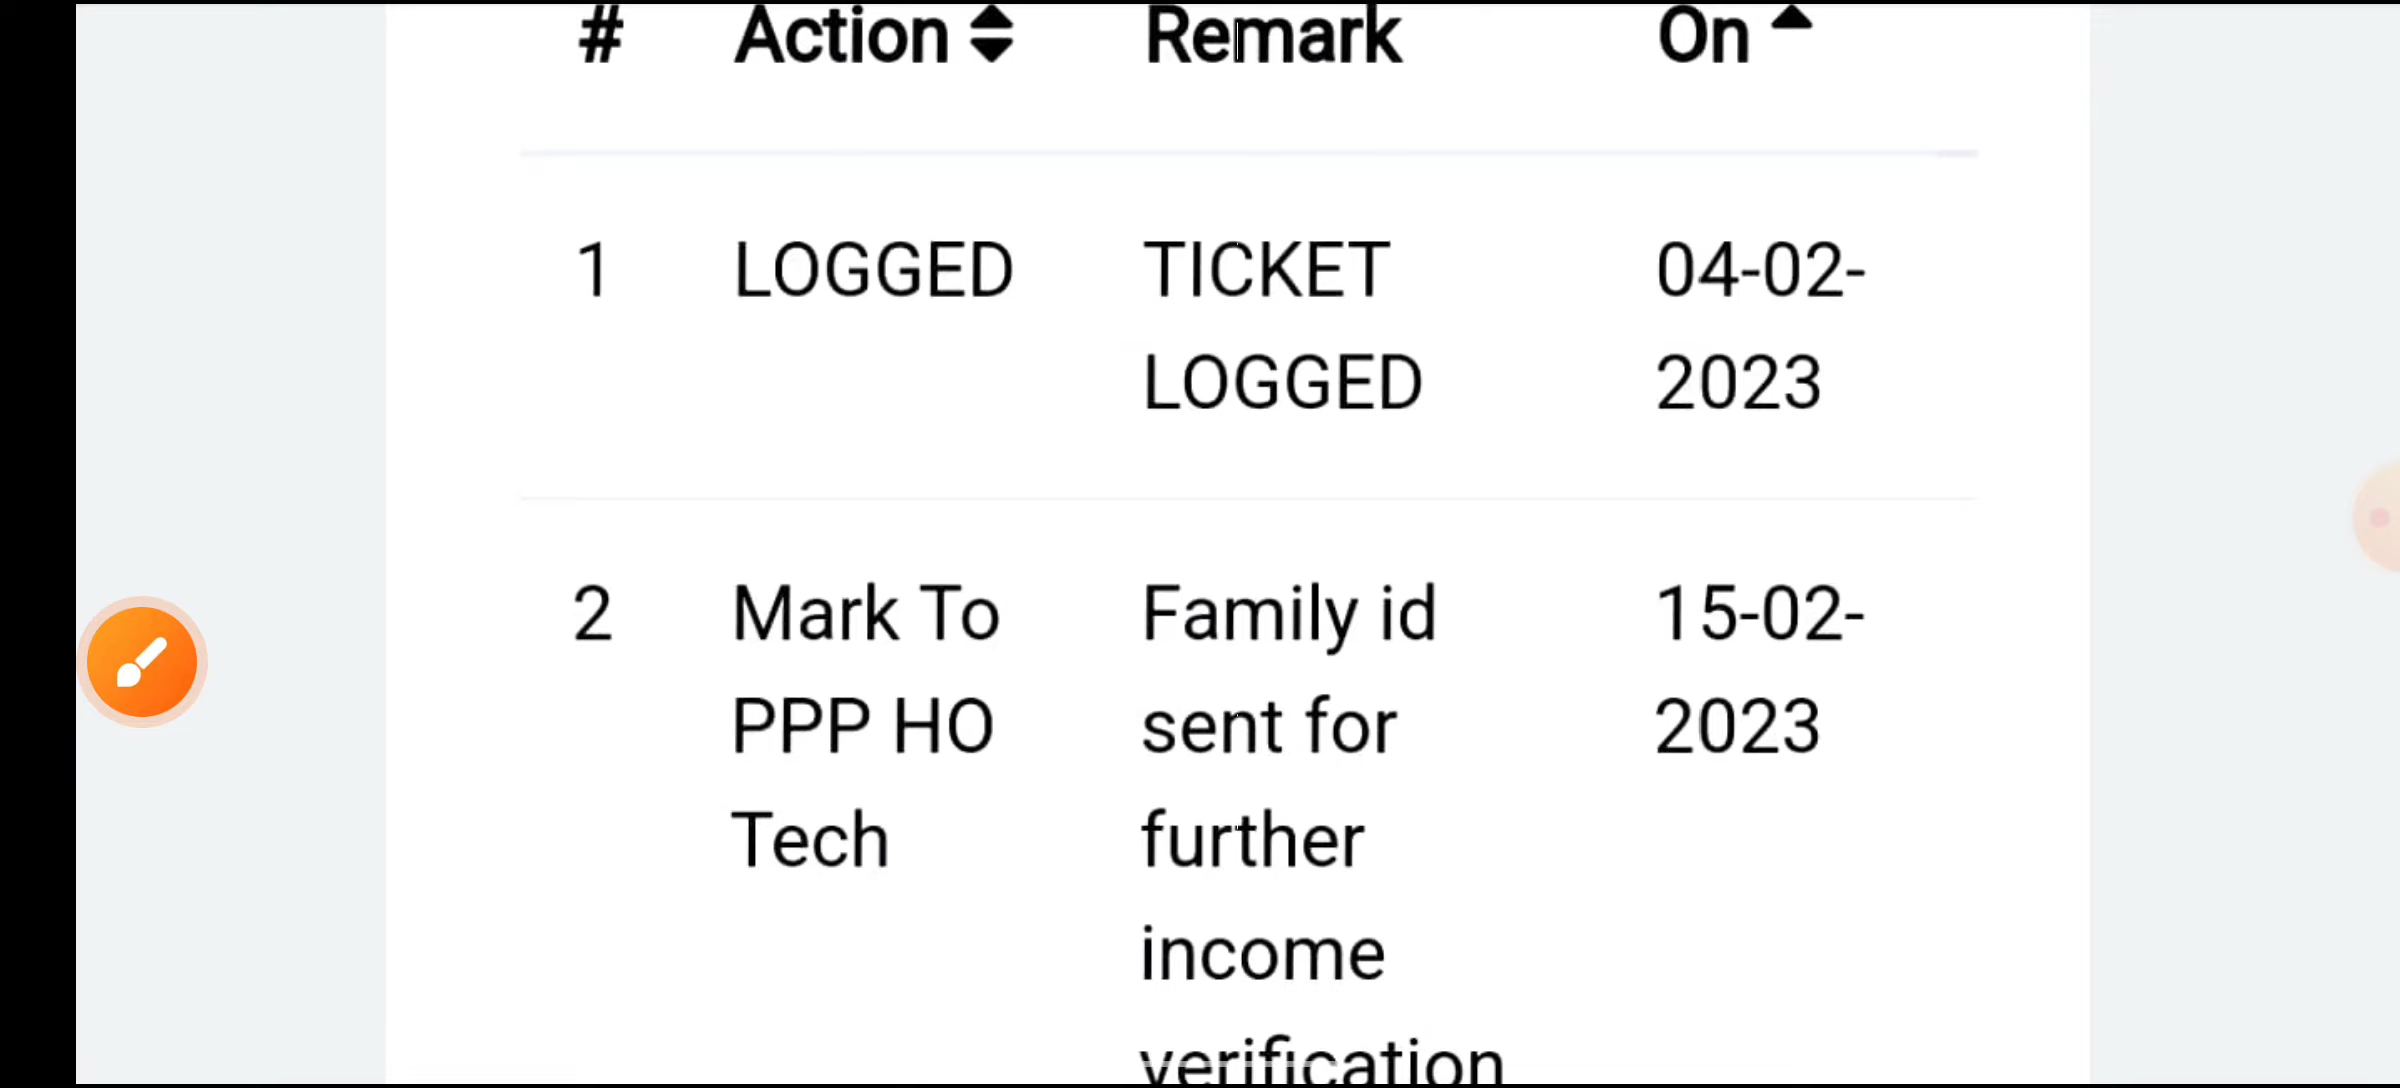 # Action Remark On
1 LOGGED TICKET 04-02-
LOGGED 2023
2 Mark To Family id 15-02-
PPP HO sent for 2023
Tech further
income
verification